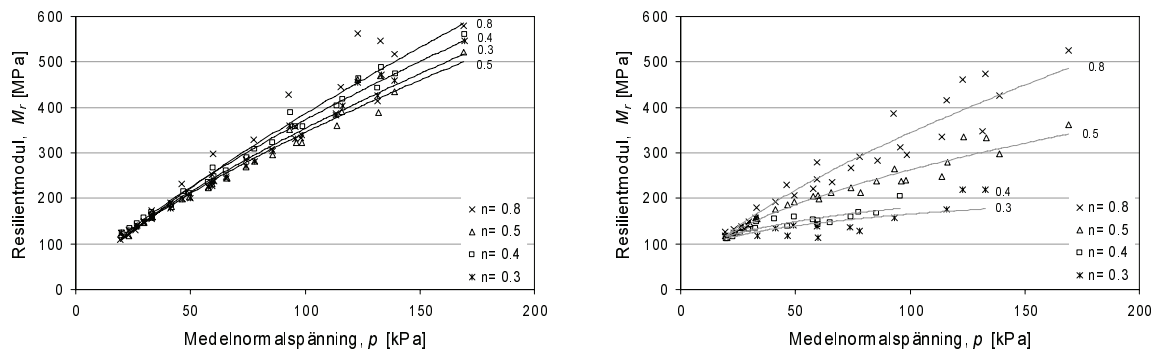 600
500
400
300
200
100
0
0 50 100 150 200
Resilientmodul, Mr [MPa]
Medelnormalspänning, p [kPa]
0.8
0.4
0.3
0.5
n= 0.8
n= 0.5
n= 0.4
n= 0.3
600
500
400
300
200
100
0
0 50 100 150 200
Resilientmodul, Mr [MPa]
Medelnormalspänning, p [kPa]
0.8
0.5
0.4
0.3
n= 0.8
n= 0.5
n= 0.4
n= 0.3